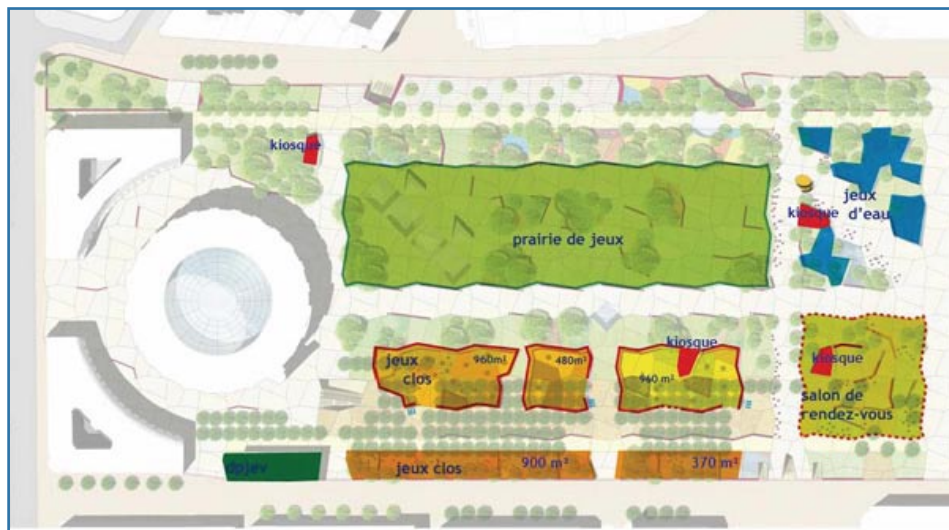 kiosque
jeux
d'eau
kiosque
prairie de jeux
kiosque
jeux
clos
960m²
480m²
960 m²
kiosque
salon de
rendez-vous
dpjev
jeux clos
900 m²
370 m²